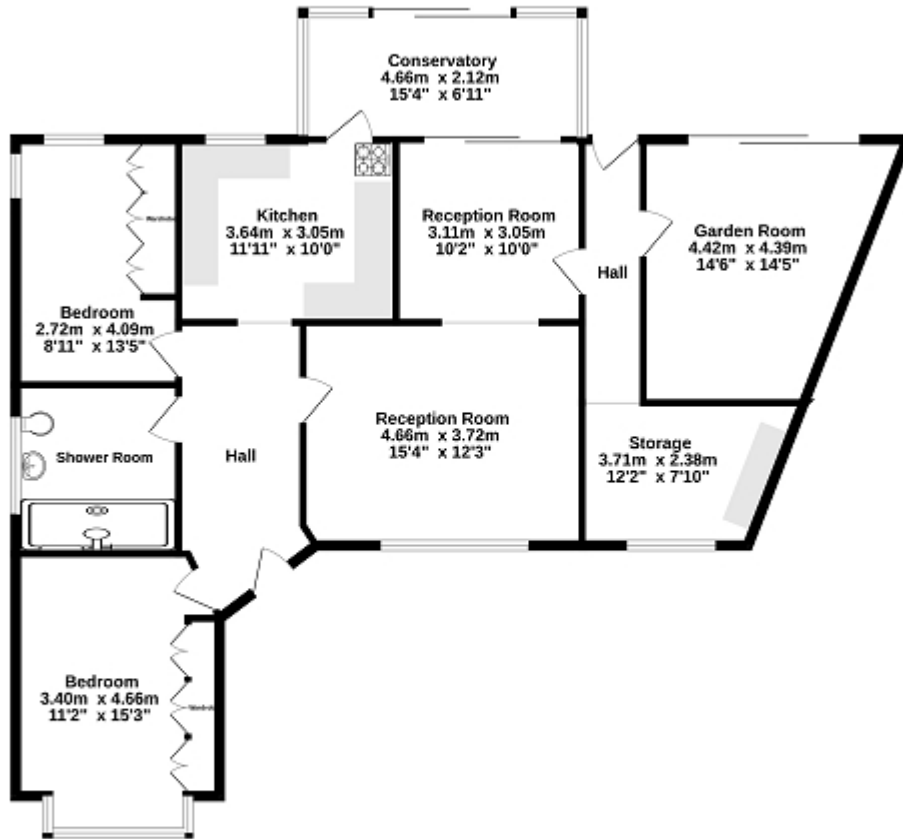 Conservatory
4.66m x 2.12m
15'4" x 6'11"
Kitchen
3.64m x 3.05m
11'11" x 10'0"
Reception Room
3.11m x 3.05m
10'2" x 10'0"
Garden Room
4.42m x 4.39m
14'6" x 14'5"
Hall
Bedroom
2.72m x 4.09m
8'11" x 13'5"
Reception Room
4.66m x 3.72m
15'4" x 12'3"
Storage
3.71m x 2.38m
12'2" x 7'10"
Shower Room
Hall
Bedroom
3.40m x 4.66m
11'2" x 15'3"